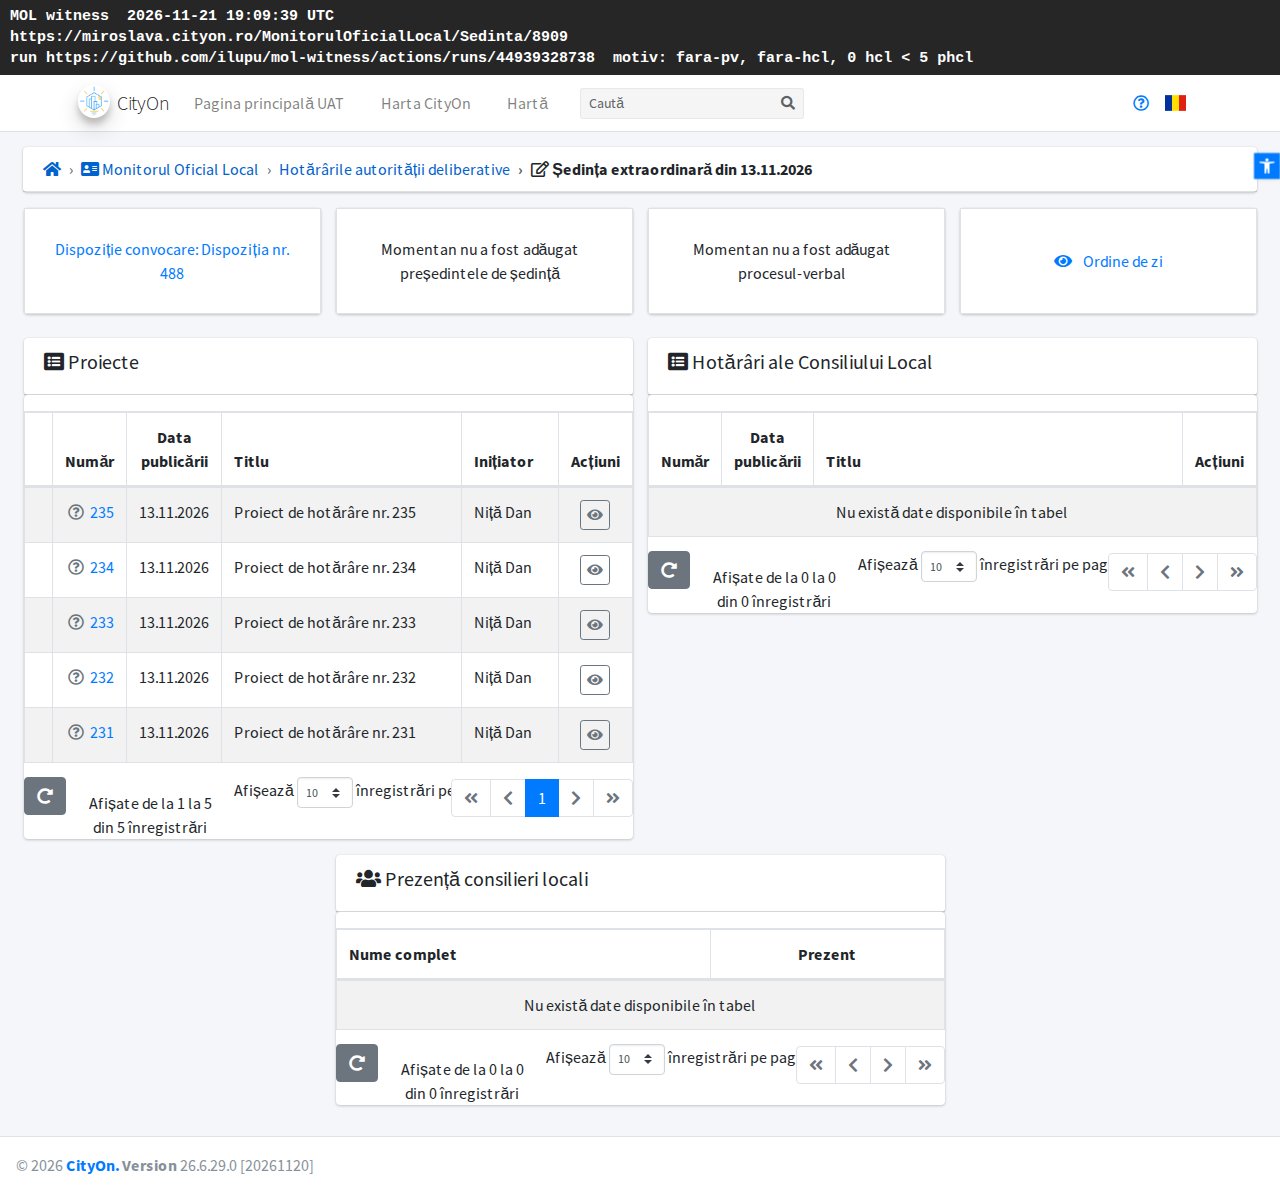 MOL witness  2026-11-21 19:09:39 UTC
https://miroslava.cityon.ro/MonitorulOficialLocal/Sedinta/8909
run https://github.com/ilupu/mol-witness/actions/runs/44939328738  motiv: fara-pv, fara-hcl, 0 hcl < 5 phcl
CityOn Pagina principală UAT Harta CityOn Hartă Caută
› Monitorul Oficial Local › Hotărârile autorității deliberative › Ședința extraordinară din 13.11.2026
Dispoziție convocare: Dispoziția nr.
488
Momentan nu a fost adăugat
președintele de ședință
Momentan nu a fost adăugat
procesul-verbal
Ordine de zi
Proiecte
Număr Data publicării Titlu Inițiator Acțiuni
235 13.11.2026 Proiect de hotărâre nr. 235 Niță Dan
234 13.11.2026 Proiect de hotărâre nr. 234 Niță Dan
233 13.11.2026 Proiect de hotărâre nr. 233 Niță Dan
232 13.11.2026 Proiect de hotărâre nr. 232 Niță Dan
231 13.11.2026 Proiect de hotărâre nr. 231 Niță Dan
Afișate de la 1 la 5
din 5 înregistrări
Afișează 10 înregistrări pe
« ‹ 1 › »
Hotărâri ale Consiliului Local
Număr Data publicării Titlu Acțiuni
Nu există date disponibile în tabel
Afișate de la 0 la 0
din 0 înregistrări
Afișează 10 înregistrări pe pag
« ‹ › »
Prezență consilieri locali
Nume complet Prezent
Nu există date disponibile în tabel
Afișate de la 0 la 0
din 0 înregistrări
Afișează 10 înregistrări pe pag
« ‹ › »
© 2026 CityOn. Version 26.6.29.0 [20261120]